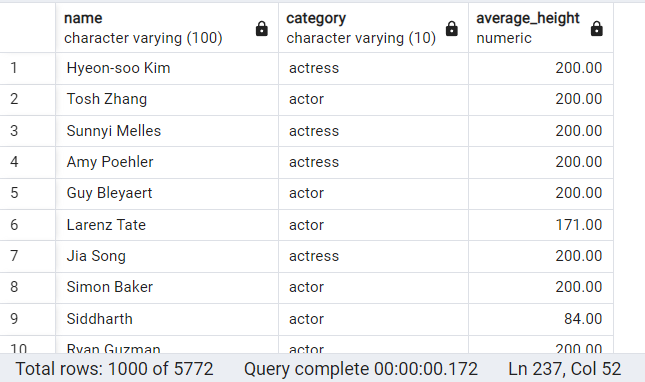 name category average_height
character varying (100) character varying (10) numeric
1 Hyeon-soo Kim actress 200.00
2 Tosh Zhang actor 200.00
3 Sunnyi Melles actress 200.00
4 Amy Poehler actress 200.00
5 Guy Bleyaert actor 200.00
6 Larenz Tate actor 171.00
7 Jia Song actress 200.00
8 Simon Baker actor 200.00
9 Siddharth actor 84.00
10 Ryan Guzman actor 200.00
Total rows: 1000 of 5772 Query complete 00:00:00.172 Ln 237, Col 52